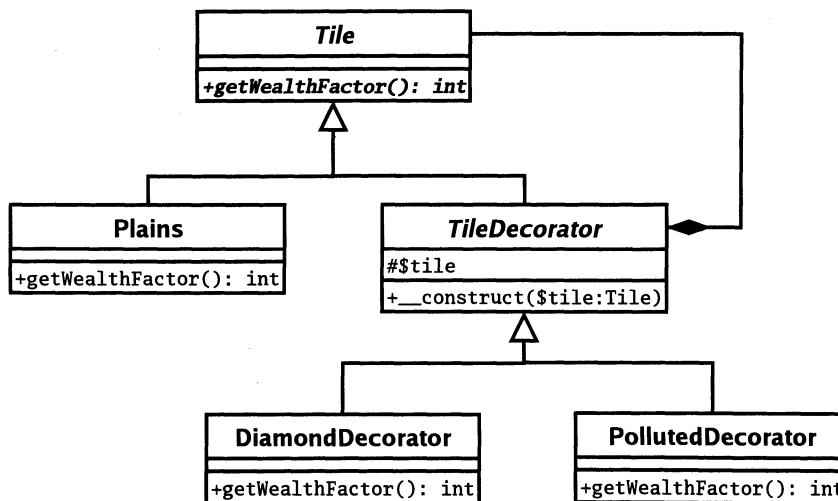 Tile
+getWealthFactor(): int
Plains
+getWealthFactor(): int
TileDecorator
#$tile
+__construct($tile:Tile)
DiamondDecorator
+getWealthFactor(): int
PollutedDecorator
+getWealthFactor(): int